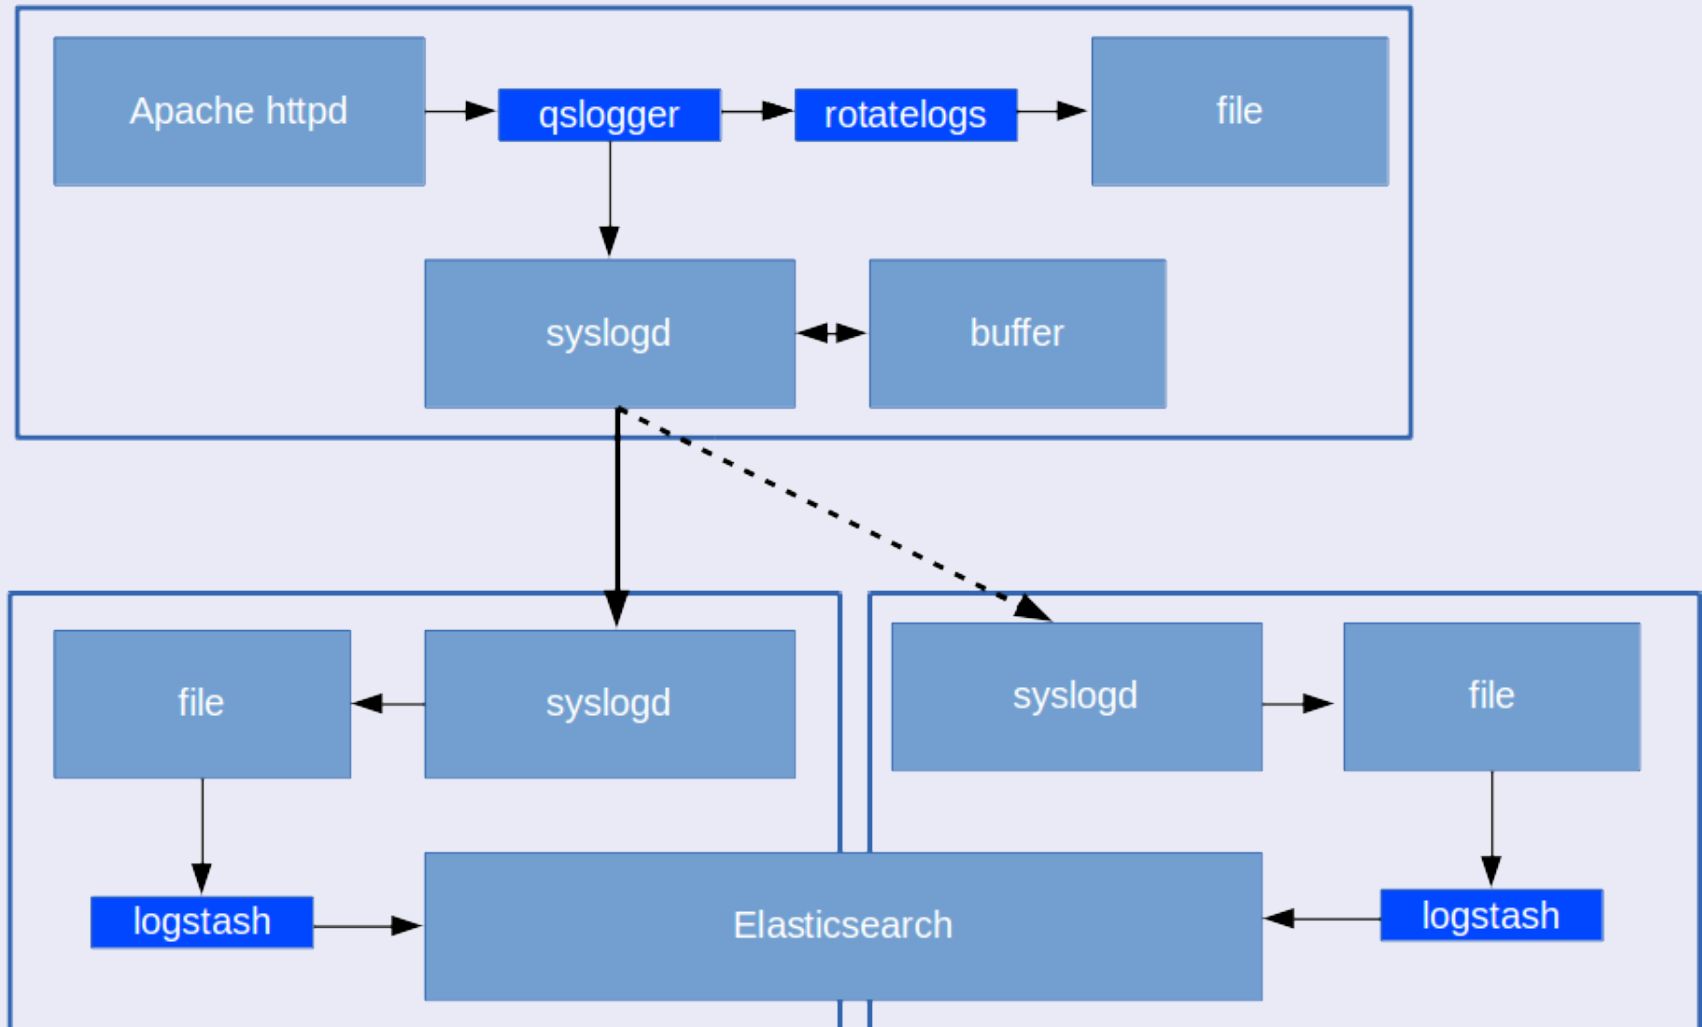 Apache httpd
qslogger
rotatelogs
file
syslogd
buffer
file
syslogd
syslogd
file
logstash
Elasticsearch
logstash